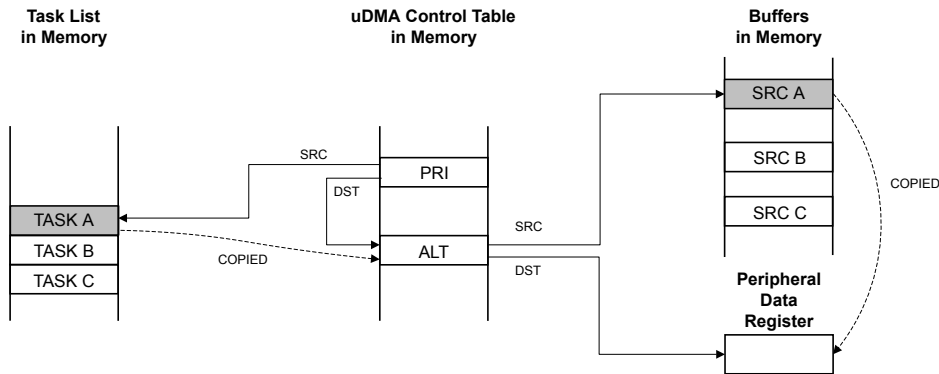 Task List
in Memory
uDMA Control Table
in Memory
Buffers
in Memory
SRC A
SRC
PRI
SRC B
COPIED
DST
SRC C
TASK A
SRC
TASK B
ALT
COPIED
DST
TASK C
Peripheral
Data
Register